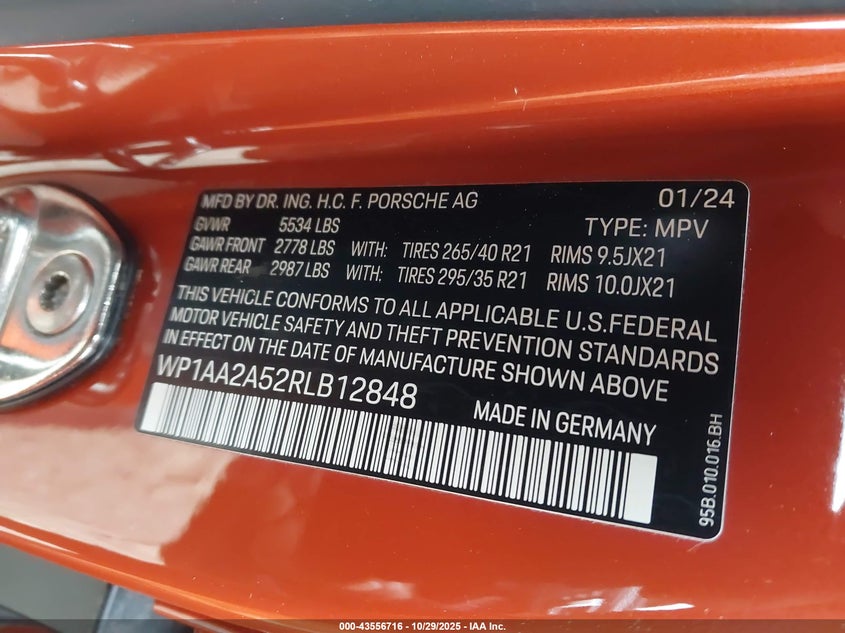 MFD BY DR. ING. H.C. F. PORSCHE AG 01/24
GVWR 5534 LBS TYPE: MPV
GAWR FRONT 2778 LBS WITH: TIRES 265/40 R21 RIMS 9.5JX21
GAWR REAR 2987 LBS WITH: TIRES 295/35 R21 RIMS 10.0JX21
THIS VEHICLE CONFORMS TO ALL APPLICABLE U.S.FEDERAL
MOTOR VEHICLE SAFETY AND THEFT PREVENTION STANDARDS
IN EFFECT ON THE DATE OF MANUFACTURE SHOWN ABOVE
WP1AA2A52RLB12848 MADE IN GERMANY
95B.010.016.BH
000-43556716 | 10/29/2025 | IAA Inc.